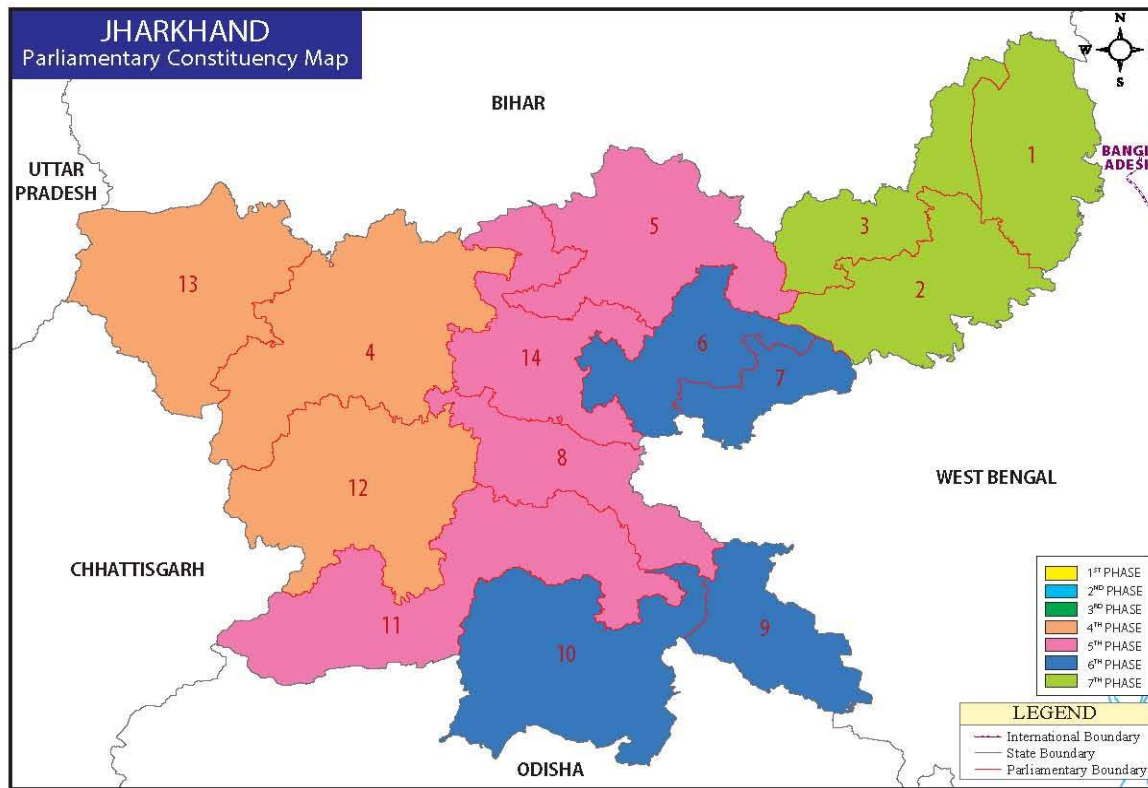 JHARKHAND
Parliamentary Constituency Map
N
W
S
BIHAR
UTTAR
PRADESH
1
BANGL
ADESH
5
3
13
2
4
6
14
7
8
WEST BENGAL
12
CHHATTISGARH
11
9
10
ODISHA
1ST PHASE
2ND PHASE
3RD PHASE
4TH PHASE
5TH PHASE
6TH PHASE
7TH PHASE
LEGEND
International Boundary
State Boundary
Parliamentary Boundary